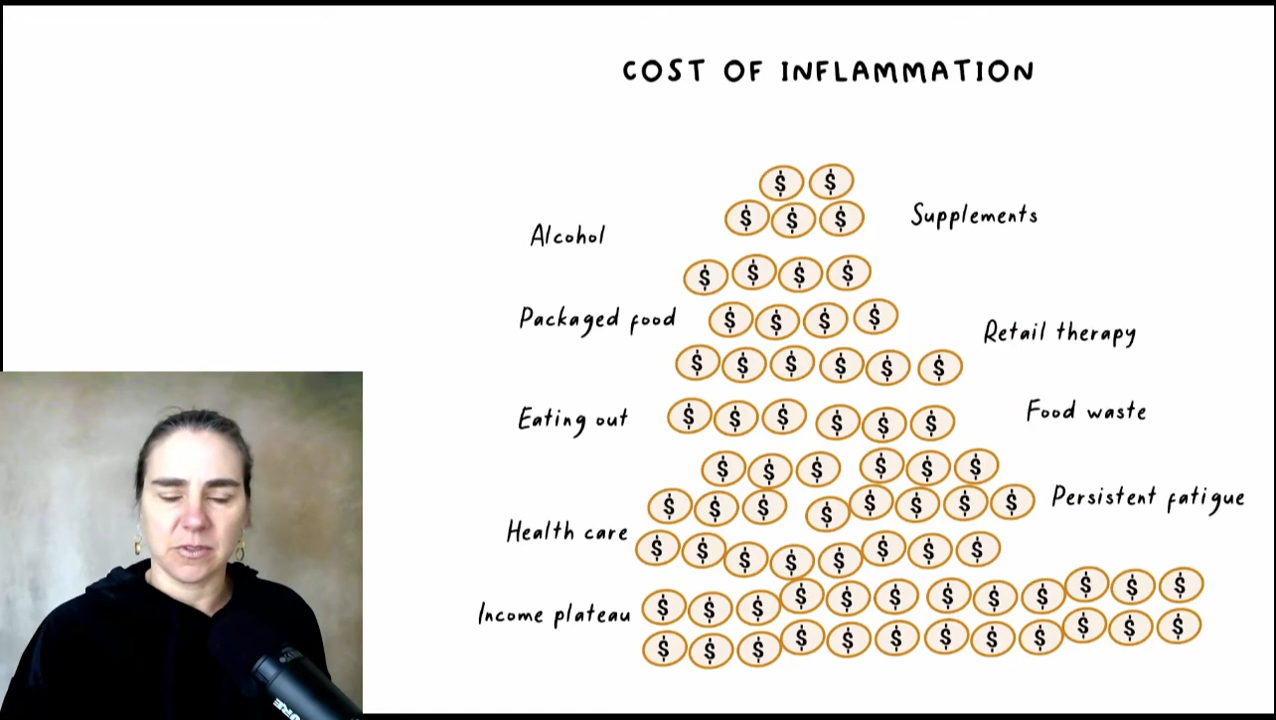 COST OF INFLAMMATION
$ $
$ $ $
Supplements
Alcohol
$ $ $ $
Packaged food
$ $ $ $
Retail therapy
$ $ $ $ $ $
Eating out
$ $ $ $ $ $
Food waste
$ $ $ $ $ $
$ $ $ $ $ $ $ $
Persistent fatigue
Health care
$ $ $ $ $ $ $ $
Income plateau
$ $ $ $ $ $ $ $ $ $ $ $
$ $ $ $ $ $ $ $ $ $ $ $